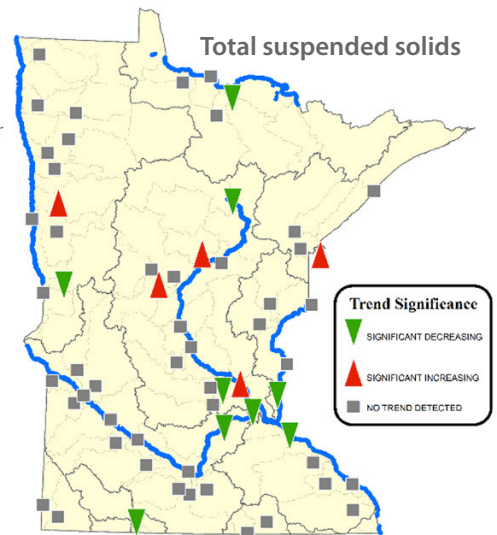 Total suspended solids
Trend Significance
SIGNIFICANT DECREASING
SIGNIFICANT INCREASING
NO TREND DETECTED